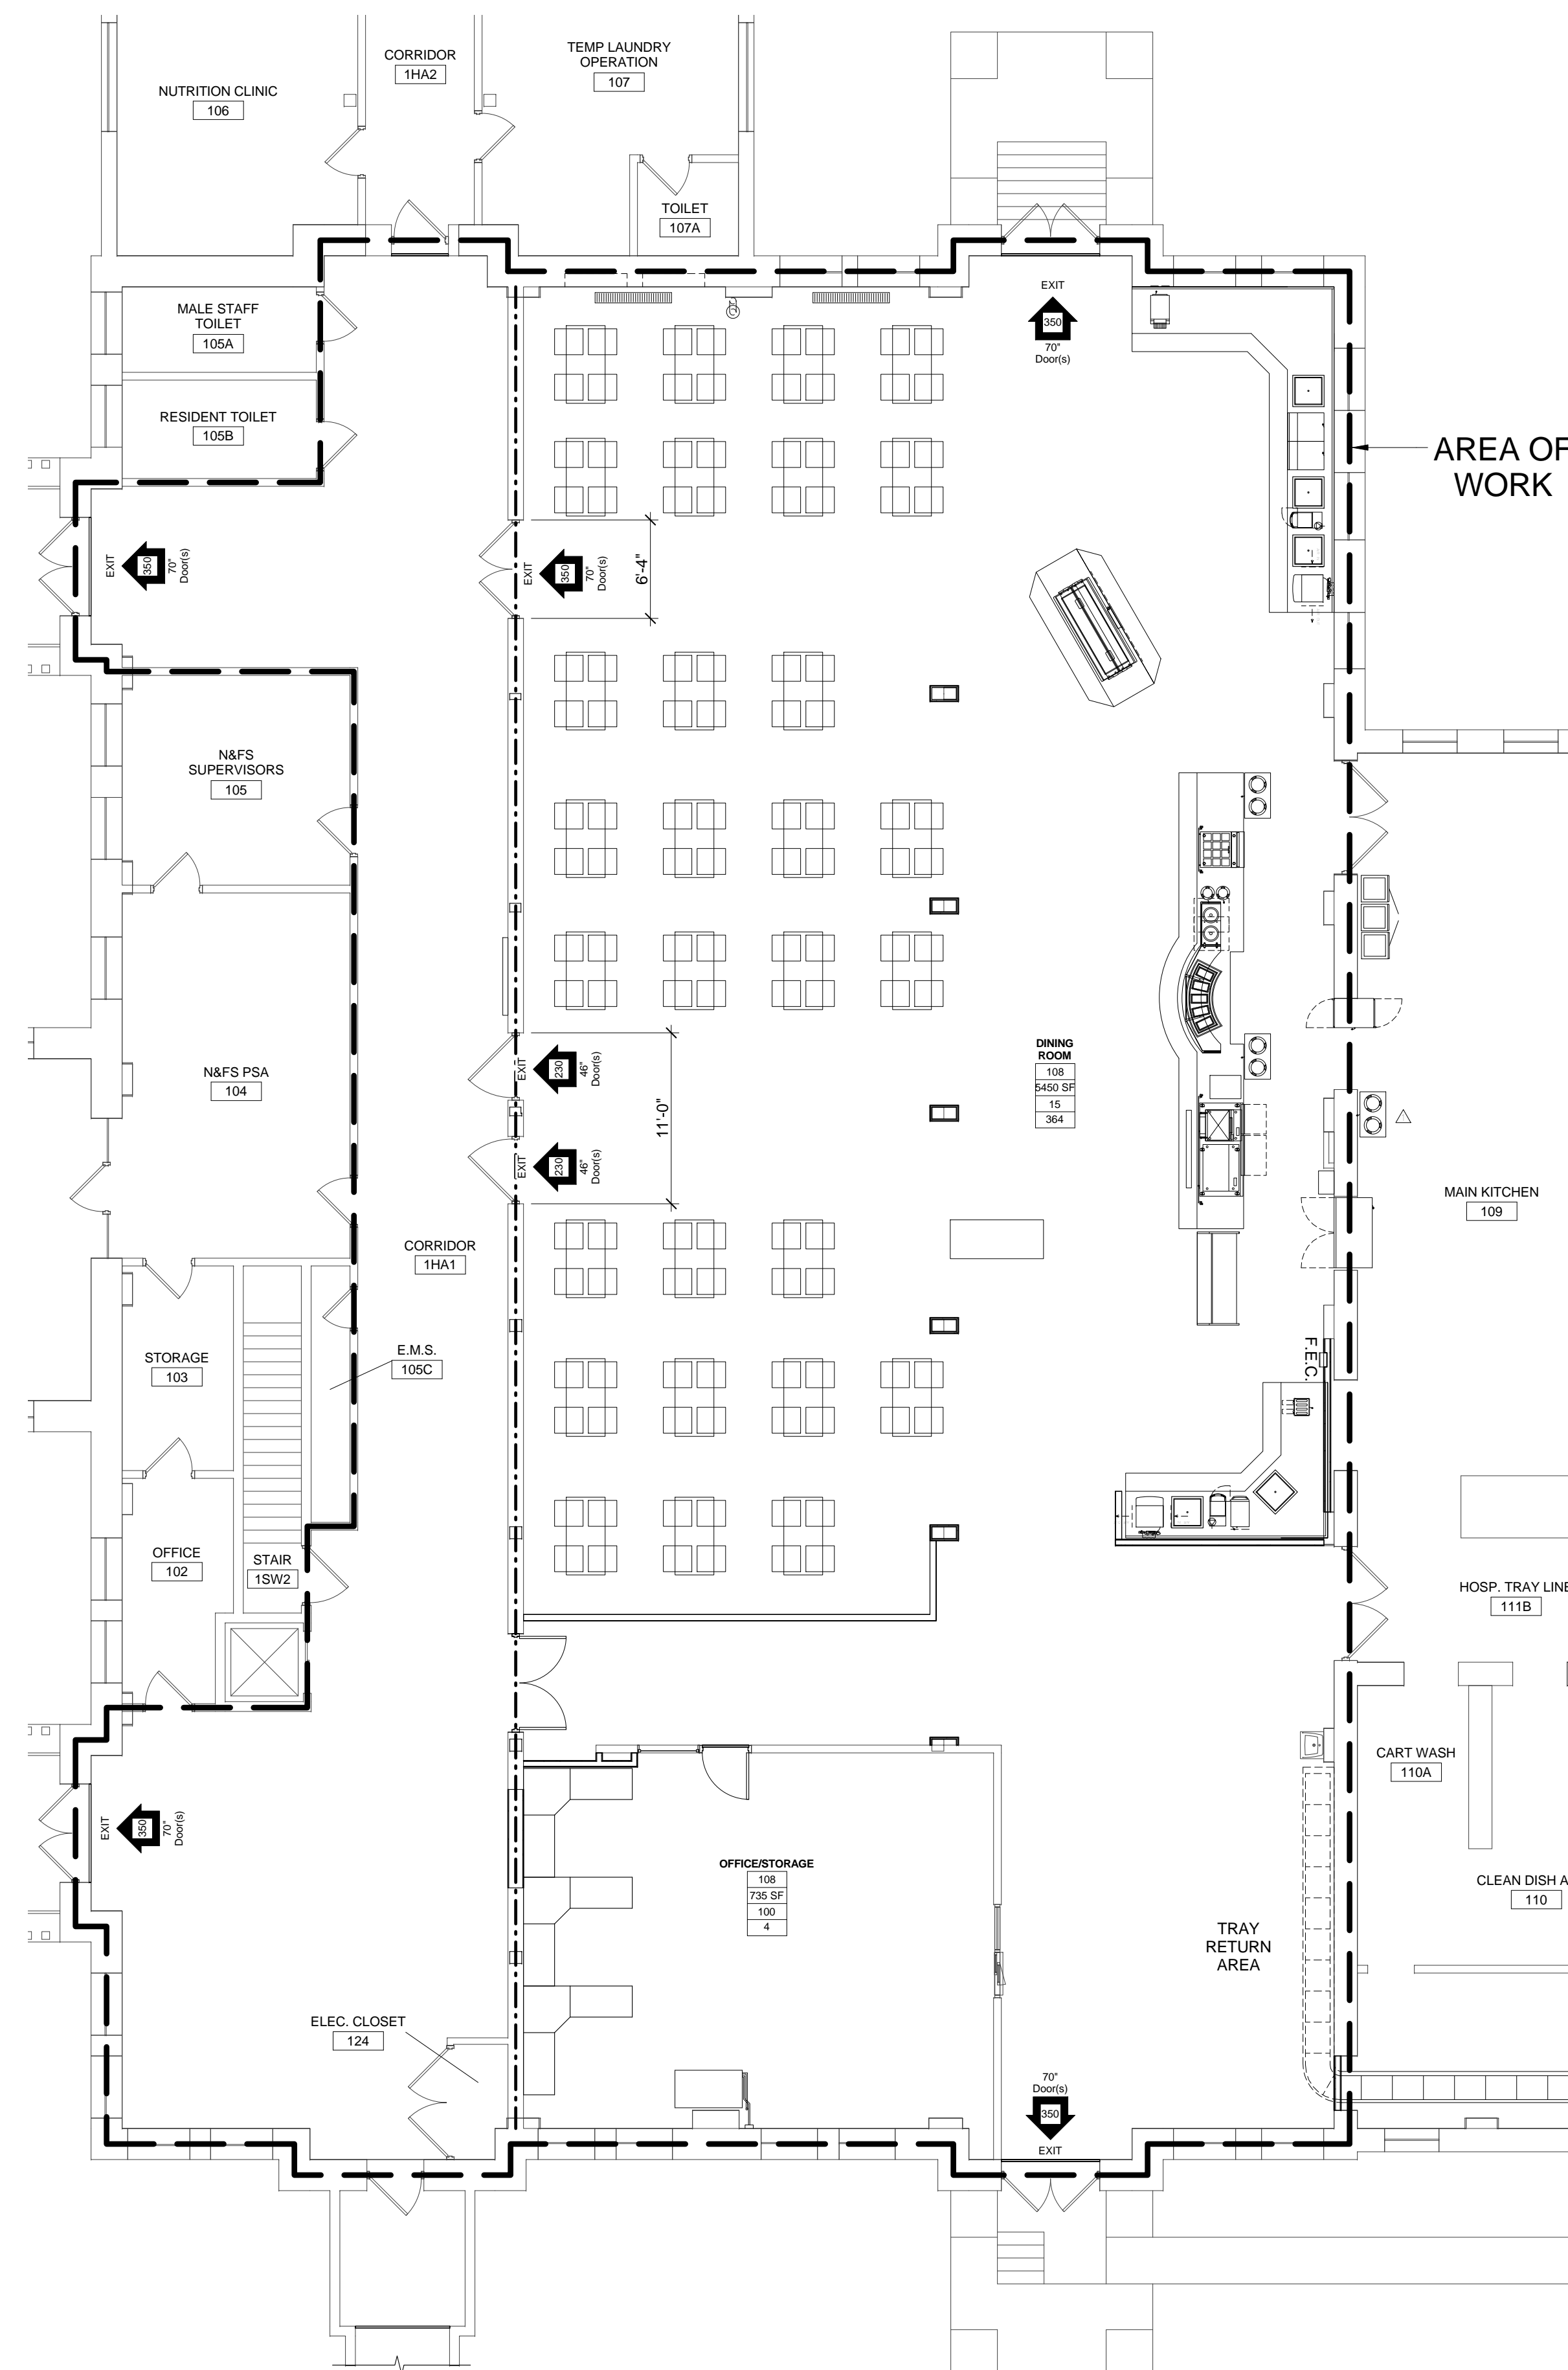 NUTRITION CLINIC
106
CORRIDOR
1HA2
TEMP LAUNDRY
OPERATION
107
TOILET
107A
MALE STAFF
TOILET
105A
RESIDENT TOILET
105B
EXIT
350
70"
Door(s)
AREA OF
WORK
EXIT
350
70"
Door(s)
EXIT
350
70"
Door(s)
6'-4"
N&FS
SUPERVISORS
105
N&FS PSA
104
EXIT
230
46"
Door(s)
11'-0"
EXIT
230
46"
Door(s)
DINING
ROOM
108
5450 SF
15
364
MAIN KITCHEN
109
CORRIDOR
1HA1
STORAGE
103
E.M.S.
105C
F.E.C.
OFFICE
102
STAIR
1SW2
HOSP. TRAY LINE
111B
CART WASH
110A
EXIT
350
70"
Door(s)
OFFICE/STORAGE
108
735 SF
100
4
CLEAN DISH A
110
TRAY
RETURN
AREA
ELEC. CLOSET
124
70"
Door(s)
350
EXIT